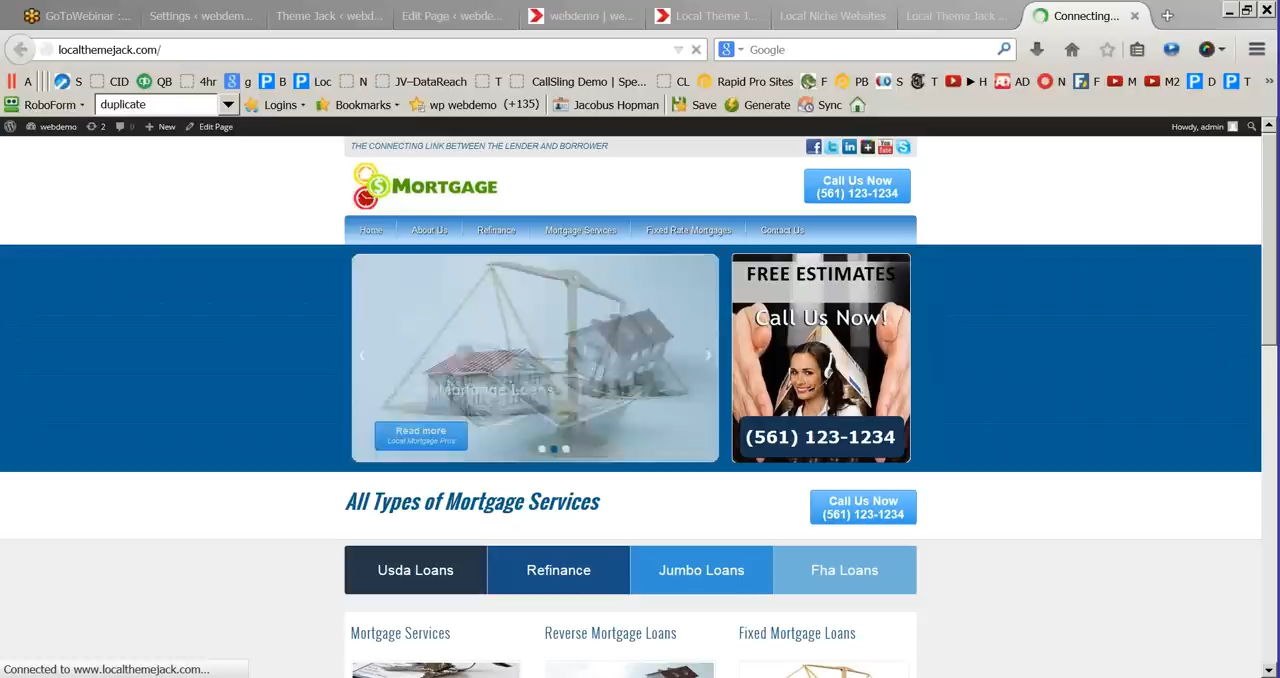 GoToWebinar :...
Settings ‹ webdem...
Theme Jack ‹ webd...
Edit Page ‹ webde...
webdemo | we...
Local Theme J...
Local Niche Websites
Local Theme Jack ...
Connecting...
localthemejack.com/
Google
A S CID QB 4hr g B Loc N JV–DataReach T CallSling Demo | Spe... CL Rapid Pro Sites F PB S T H AD N F M M2 D T »
RoboForm
duplicate
Logins
Bookmarks
wp webdemo (+135)
Jacobus Hopman
Save
Generate
Sync
webdemo 2 0 + New Edit Page
Howdy, admin
THE CONNECTING LINK BETWEEN THE LENDER AND BORROWER
MORTGAGE
Call Us Now
(561) 123-1234
Home About Us Refinance Mortgage Services Fixed Rate Mortgages Contact Us
Mortgage Loans
Read more
Local Mortgage Pros
FREE ESTIMATES
Call Us Now!
(561) 123-1234
All Types of Mortgage Services
Call Us Now
(561) 123-1234
Usda Loans Refinance Jumbo Loans Fha Loans
Mortgage Services Reverse Mortgage Loans Fixed Mortgage Loans
Connected to www.localthemejack.com...